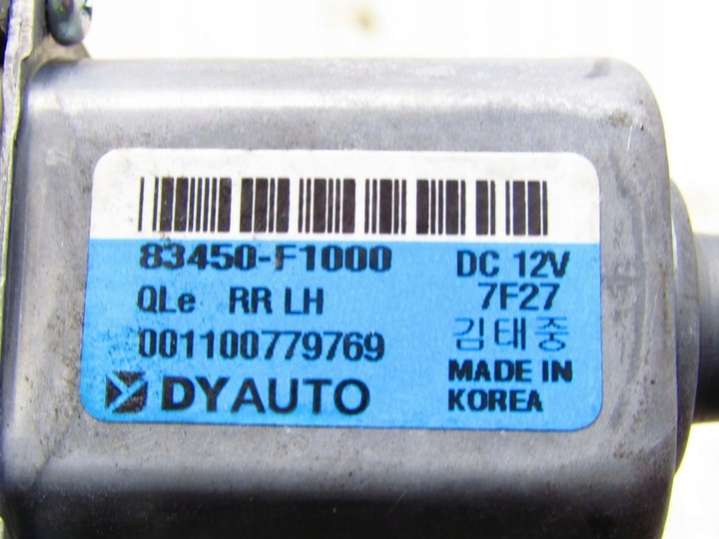 83450-F1000 DC 12V
QLe RR LH 7F27
001100779769 김태중
DYAUTO MADE IN
KOREA